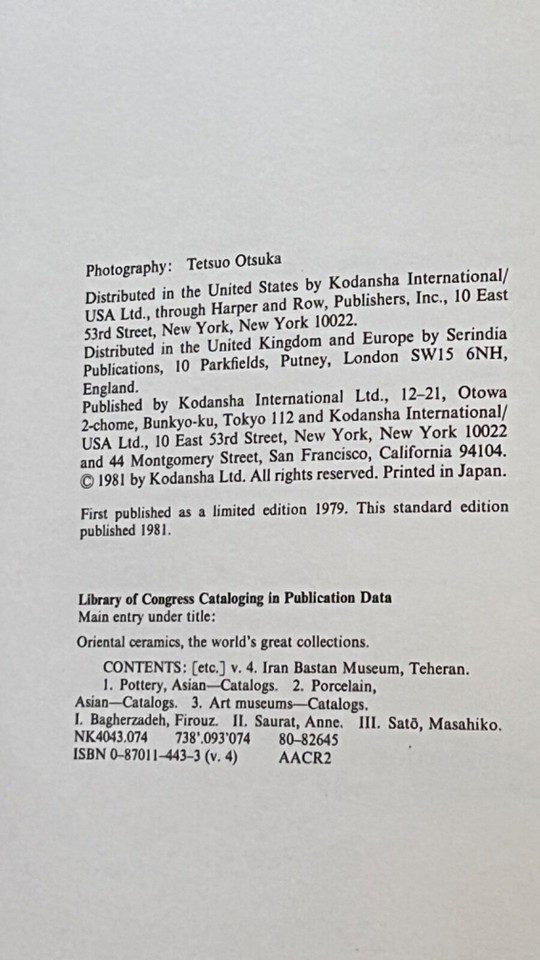 Photography: Tetsuo Otsuka
Distributed in the United States by Kodansha International/
USA Ltd., through Harper and Row, Publishers, Inc., 10 East
53rd Street, New York, New York 10022.
Distributed in the United Kingdom and Europe by Serindia
Publications, 10 Parkfields, Putney, London SW15 6NH,
England.
Published by Kodansha International Ltd., 12–21, Otowa
2-chome, Bunkyo-ku, Tokyo 112 and Kodansha International/
USA Ltd., 10 East 53rd Street, New York, New York 10022
and 44 Montgomery Street, San Francisco, California 94104.
© 1981 by Kodansha Ltd. All rights reserved. Printed in Japan.
First published as a limited edition 1979. This standard edition
published 1981.
Library of Congress Cataloging in Publication Data
Main entry under title:
Oriental ceramics, the world's great collections.
CONTENTS: [etc.] v. 4. Iran Bastan Museum, Teheran.
1. Pottery, Asian—Catalogs. 2. Porcelain,
Asian—Catalogs. 3. Art museums—Catalogs.
I. Bagherzadeh, Firouz. II. Saurat, Anne. III. Satō, Masahiko.
NK4043.074 738'.093'074 80–82645
ISBN 0–87011–443–3 (v. 4) AACR2